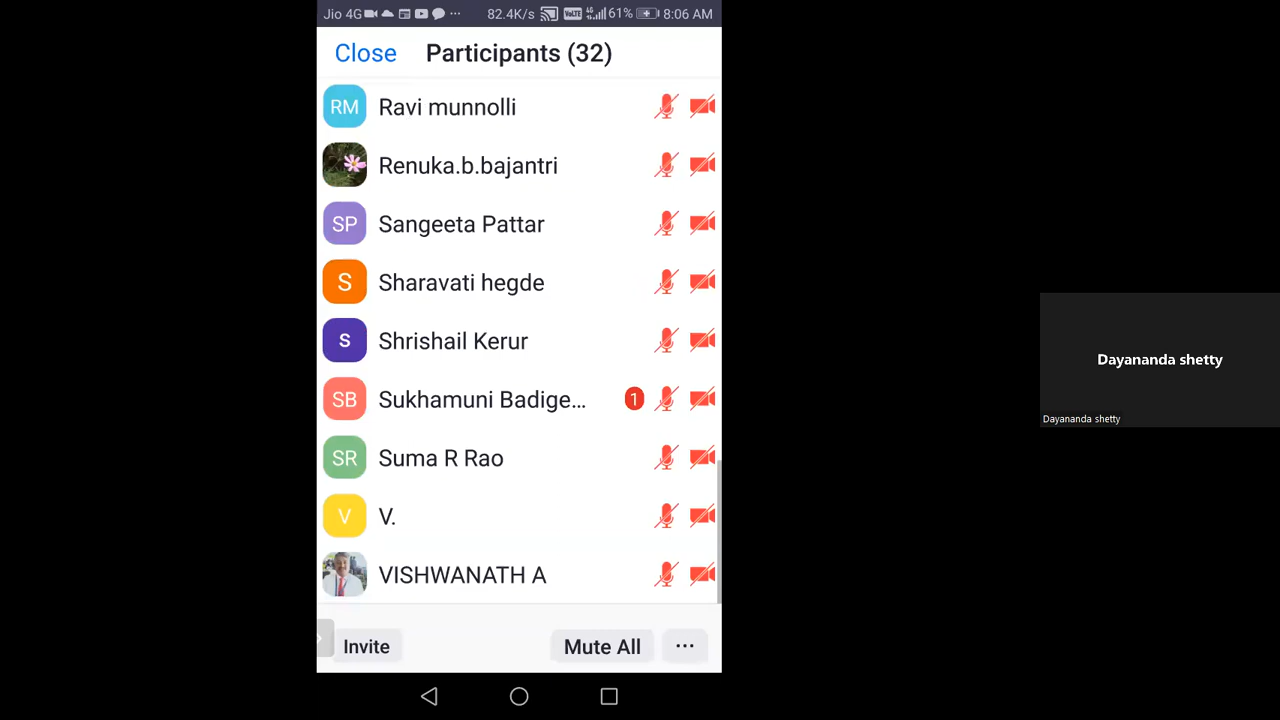 Jio 4G ... 82.4K/s VoLTE 4G 61% 8:06 AM
Close Participants (32)
RM Ravi munnolli
Renuka.b.bajantri
SP Sangeeta Pattar
S Sharavati hegde
s Shrishail Kerur
SB Sukhamuni Badige... 1
SR Suma R Rao
V V.
VISHWANATH A
Invite Mute All ...
Dayananda shetty
Dayananda shetty